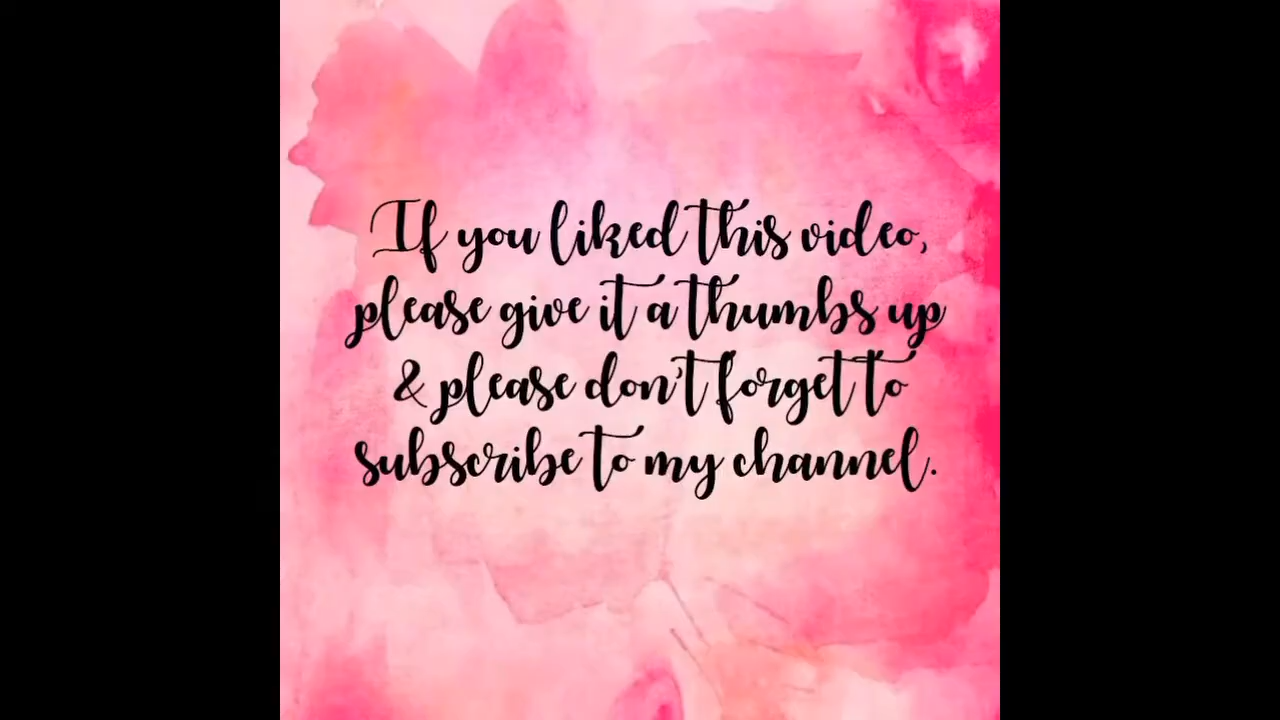 If you liked this video,
please give it a thumbs up
& please don't forget to
subscribe to my channel.